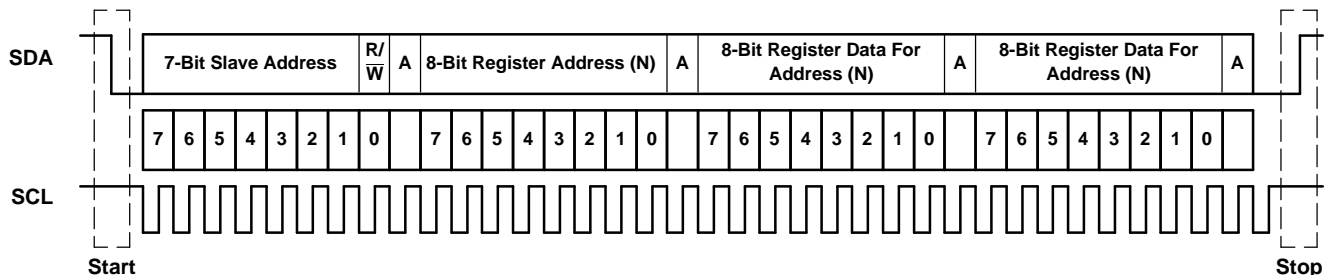 SDA
7-Bit Slave Address
R/
W
A
8-Bit Register Address (N)
A
8-Bit Register Data For
Address (N)
A
8-Bit Register Data For
Address (N)
A
7 6 5 4 3 2 1 0 7 6 5 4 3 2 1 0 7 6 5 4 3 2 1 0 7 6 5 4 3 2 1 0
SCL
Start
Stop